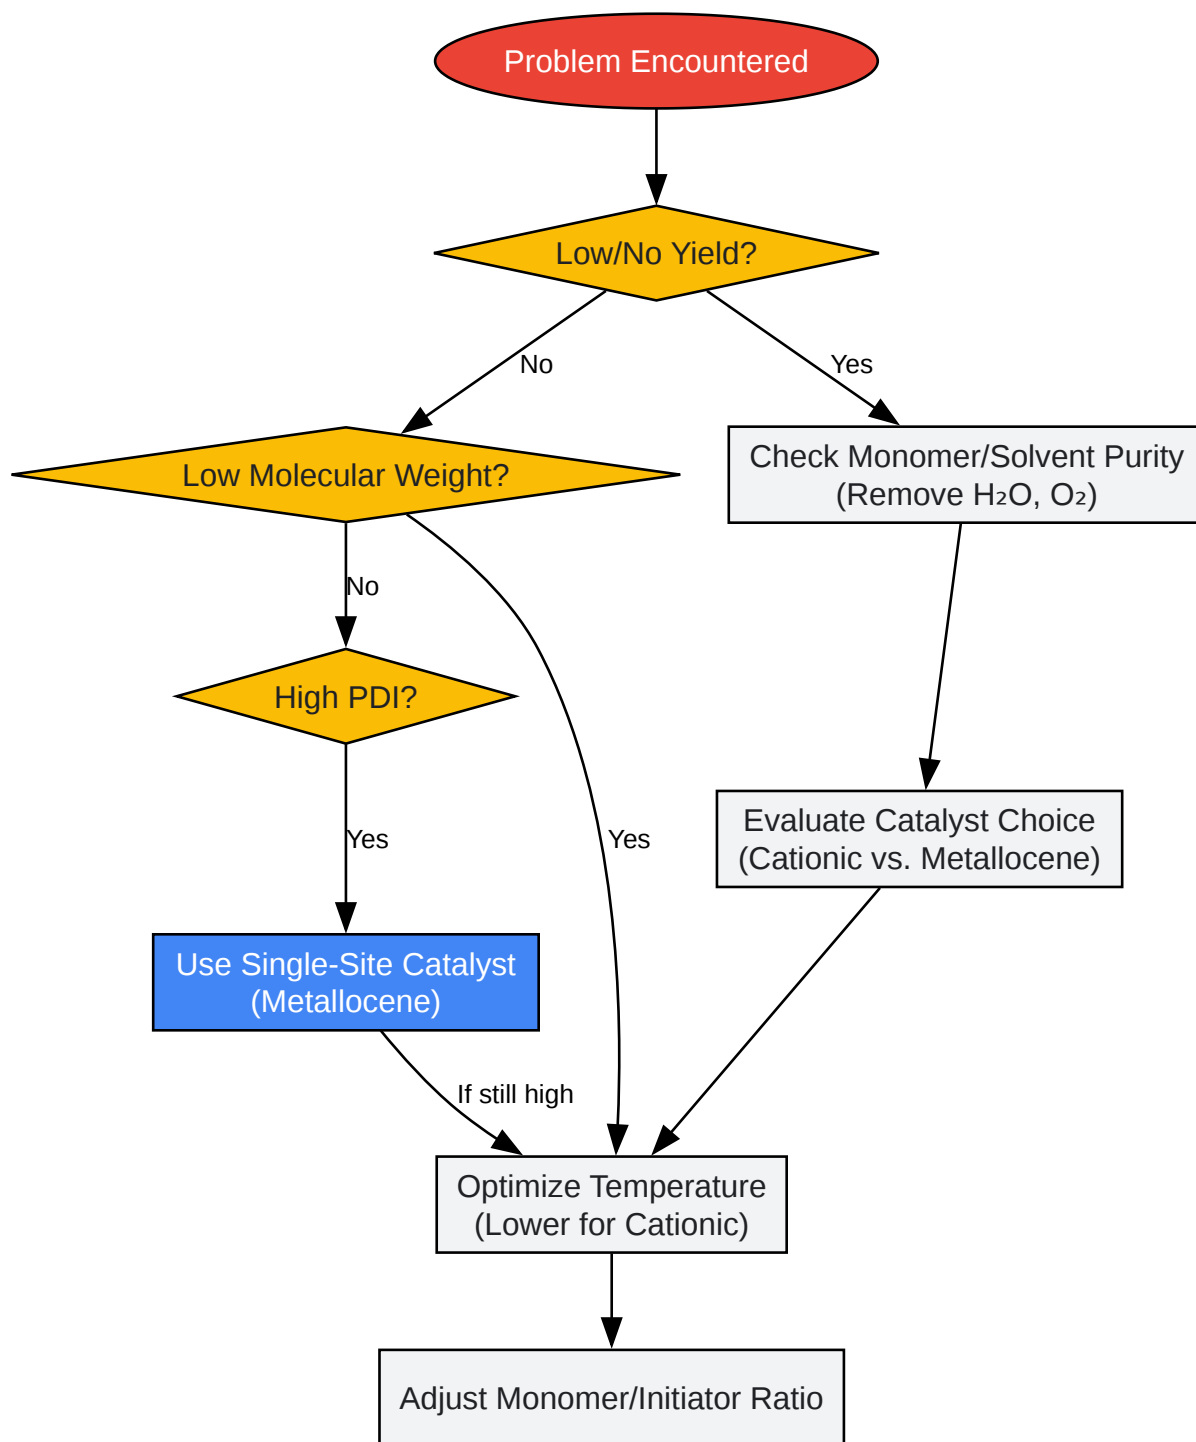 Problem Encountered
Low/No Yield?
No
Yes
Low Molecular Weight?
Check Monomer/Solvent Purity
(Remove H₂O, O₂)
No
High PDI?
Yes
Yes
Evaluate Catalyst Choice
(Cationic vs. Metallocene)
Use Single-Site Catalyst
(Metallocene)
If still high
Optimize Temperature
(Lower for Cationic)
Adjust Monomer/Initiator Ratio